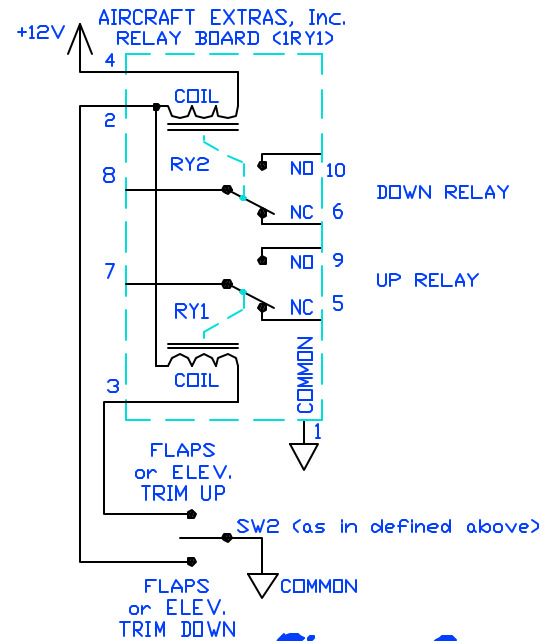 AIRCRAFT EXTRAS, Inc.
+12V
RELAY BOARD (1RY1)
4
COIL
2
RY2
NO
10
8
DOWN RELAY
NC
6
NO
9
7
UP RELAY
NC
5
RY1
COMMON
COIL
3
1
FLAPS
or ELEV.
TRIM UP
SW2 (as in defined above)
COMMON
FLAPS
or ELEV.
TRIM DOWN